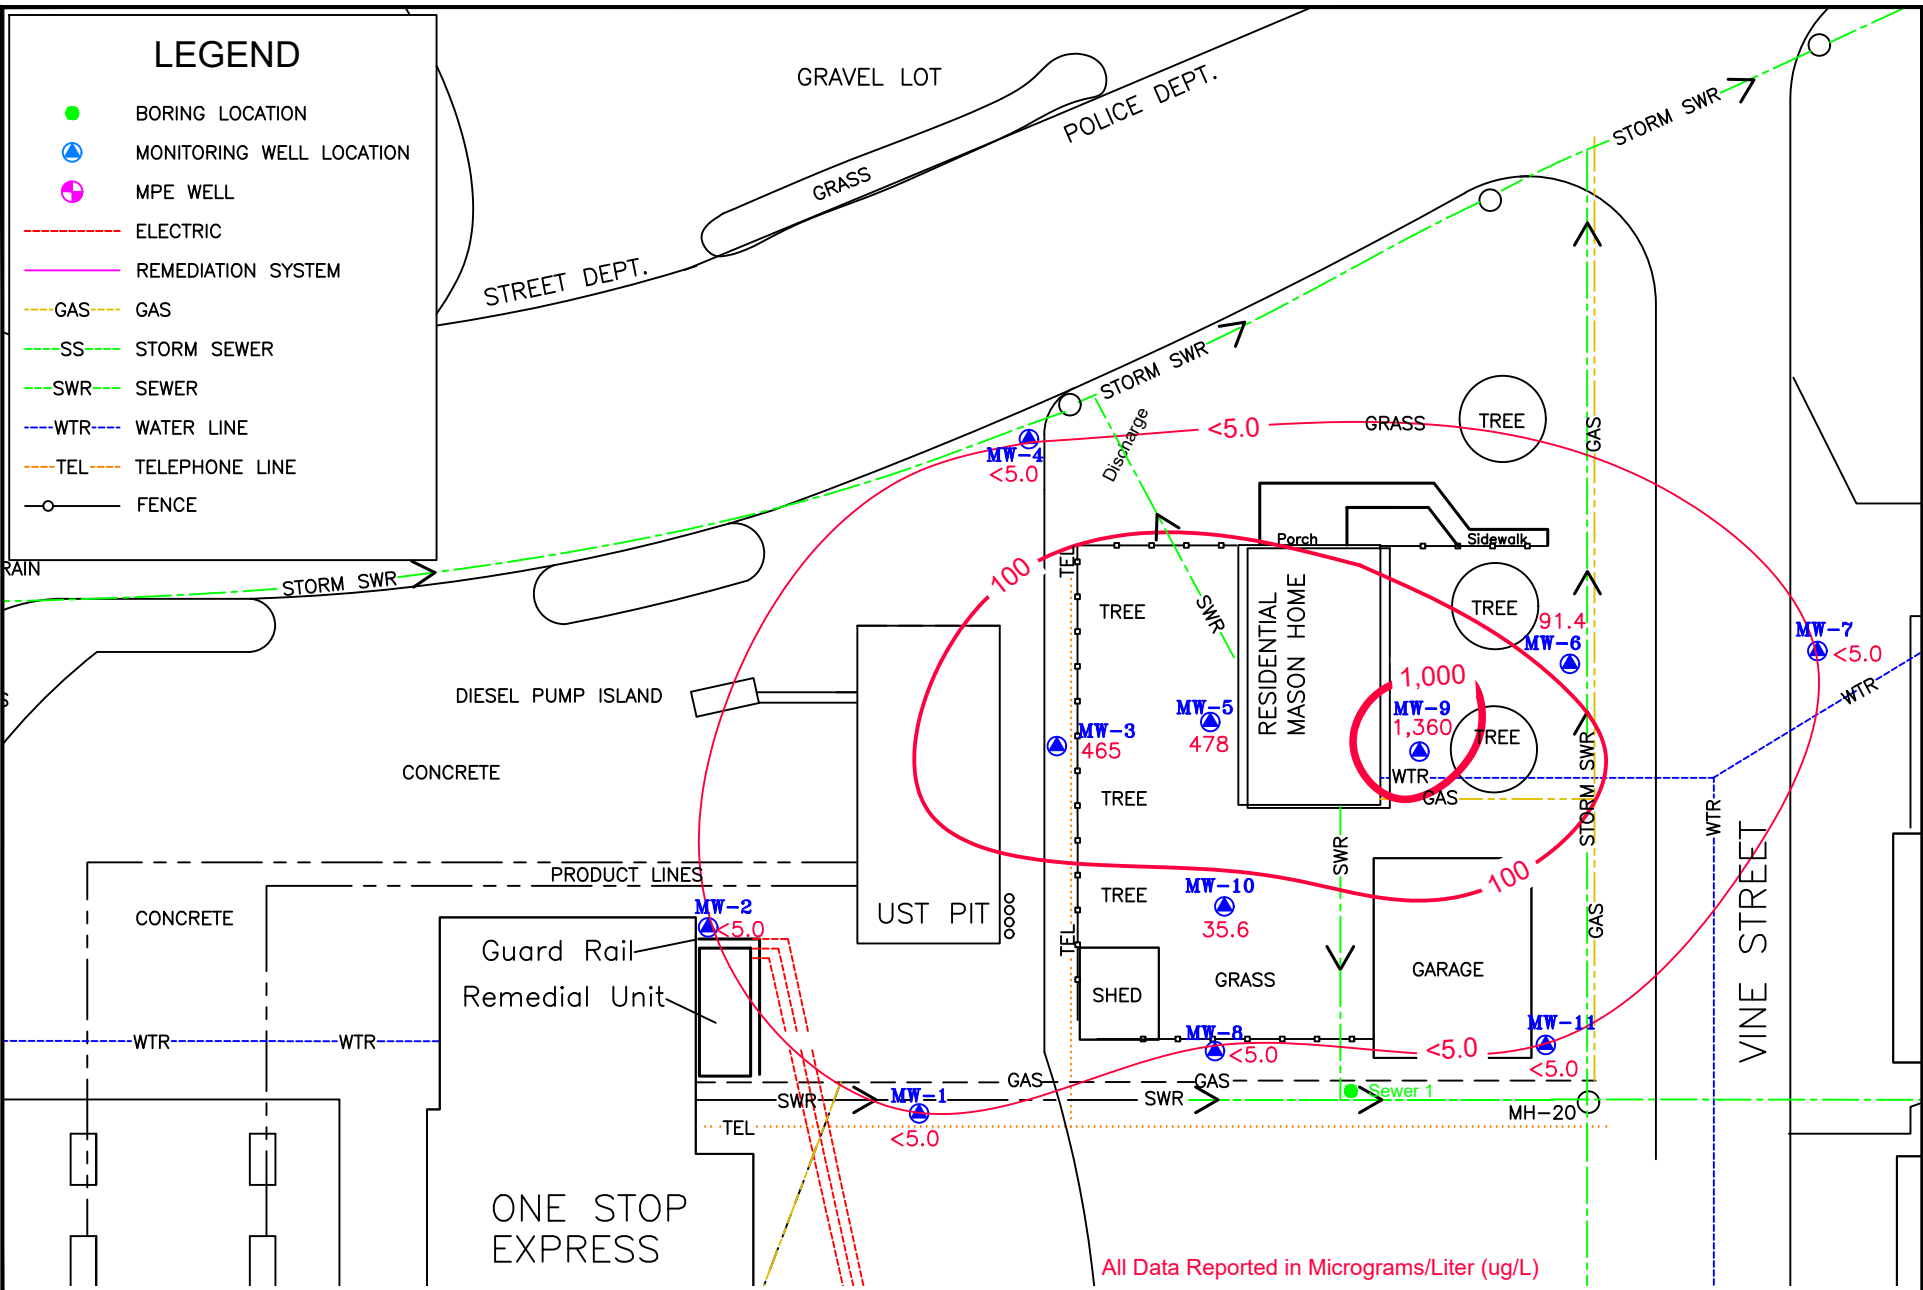 LEGEND
BORING LOCATION
MONITORING WELL LOCATION
MPE WELL
ELECTRIC
REMEDIATION SYSTEM
GAS GAS
SS STORM SEWER
SWR SEWER
WTR WATER LINE
TEL TELEPHONE LINE
FENCE
GRAVEL LOT
POLICE DEPT.
GRASS
STREET DEPT.
STORM SWR
STORM SWR
STORM SWR
RAIN
S
Discharge
<5.0
GRASS
TREE
GAS
MW-4
<5.0
Porch
Sidewalk
TEL
100
TREE
SWR
RESIDENTIAL
MASON HOME
TREE
91.4
MW-6
MW-7
<5.0
WTR
DIESEL PUMP ISLAND
1,000
MW-5
478
MW-9
1,360
TREE
MW-3
465
WTR
GAS
STORM SWR
CONCRETE
TREE
WTR
VINE STREET
SWR
PRODUCT LINES
100
CONCRETE
MW-2
<5.0
UST PIT
TREE
MW-10
35.6
GAS
TEL
Guard Rail
Remedial Unit
SHED
GRASS
GARAGE
WTR
WTR
MW-8
<5.0
<5.0
MW-11
<5.0
GAS
GAS
SWR
MW-1
<5.0
SWR
Sewer 1
MH-20
TEL
ONE STOP
EXPRESS
All Data Reported in Micrograms/Liter (ug/L)